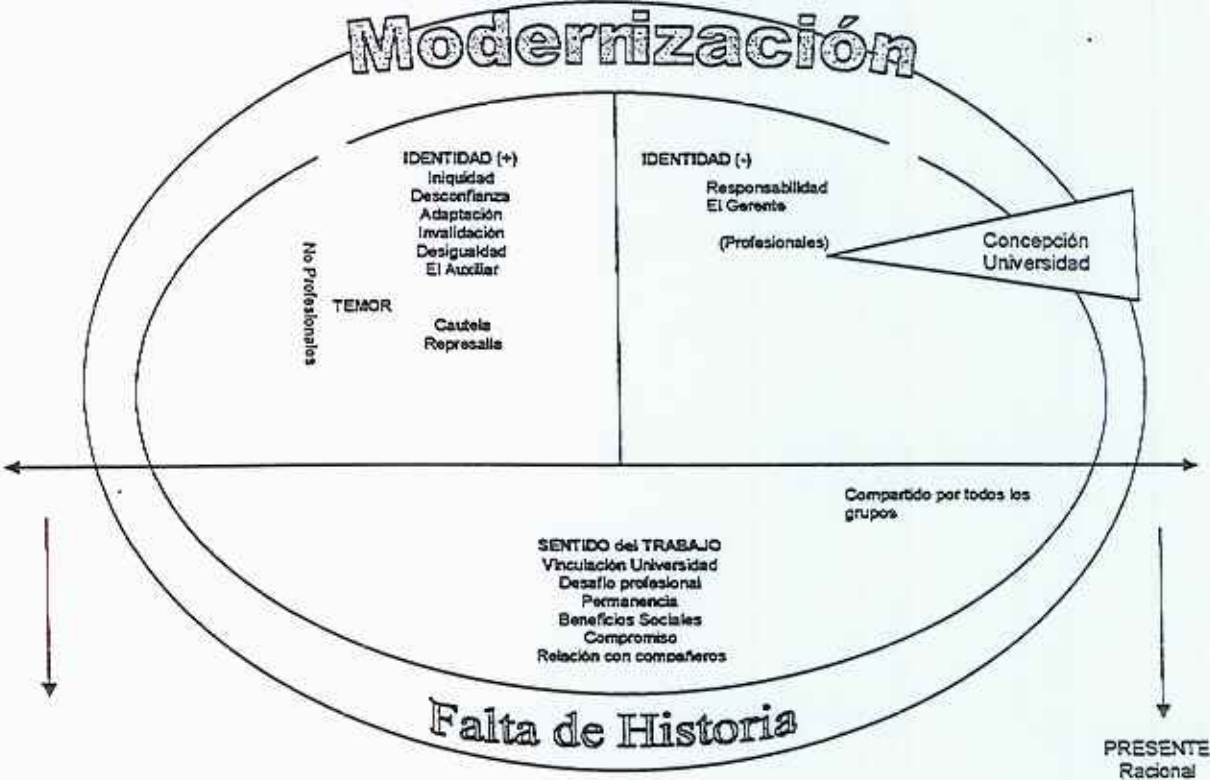 Modernización
IDENTIDAD (+)
Iniquidad
Desconfianza
Adaptación
Invalidación
Desigualdad
El Auxiliar
No Profesionales
TEMOR
Cautela
Represalia
IDENTIDAD (-)
Responsabilidad
El Gerente
(Profesionales)
Concepción
Universidad
Compartido por todos los
grupos
SENTIDO del TRABAJO
Vinculación Universidad
Desafío profesional
Permanencia
Beneficios Sociales
Compromiso
Relación con compañeros
Falta de Historia
PRESENTE
Racional